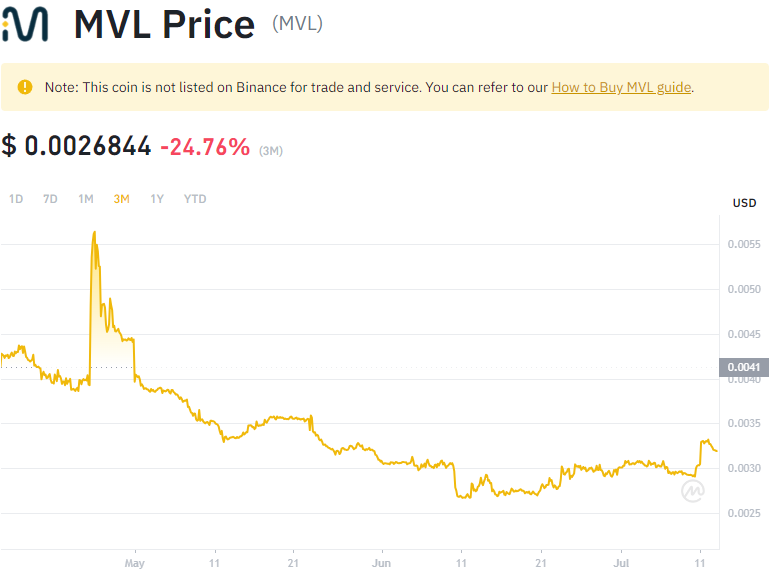 MVL Price (MVL)
Note: This coin is not listed on Binance for trade and service. You can refer to our How to Buy MVL guide.
$ 0.0026844 -24.76% (3M)
1D 7D 1M 3M 1Y YTD
USD
0.0055
0.0050
0.0045
0.0041
0.0040
0.0035
0.0030
0.0025
May 11 21 Jun 11 21 Jul 11